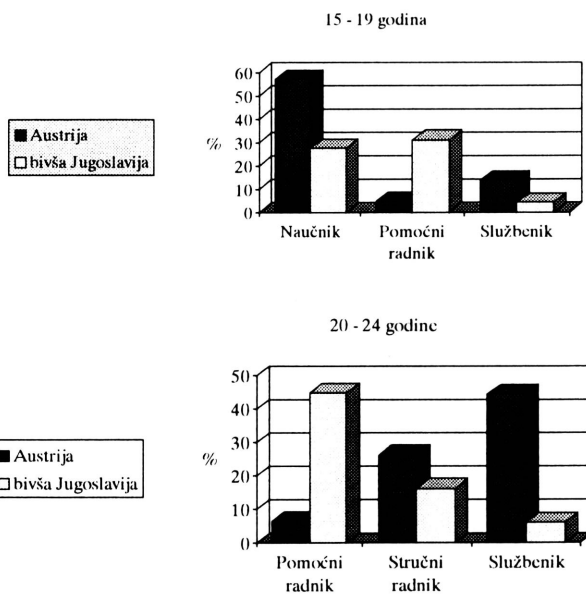 15 - 19 godina
Austrija
bivša Jugoslavija
%
60
50
40
30
20
10
0
Naučnik
Pomoćni
radnik
Službenik
20 - 24 godine
Austrija
bivša Jugoslavija
%
50
40
30
20
10
0
Pomoćni
radnik
Stručni
radnik
Službenik